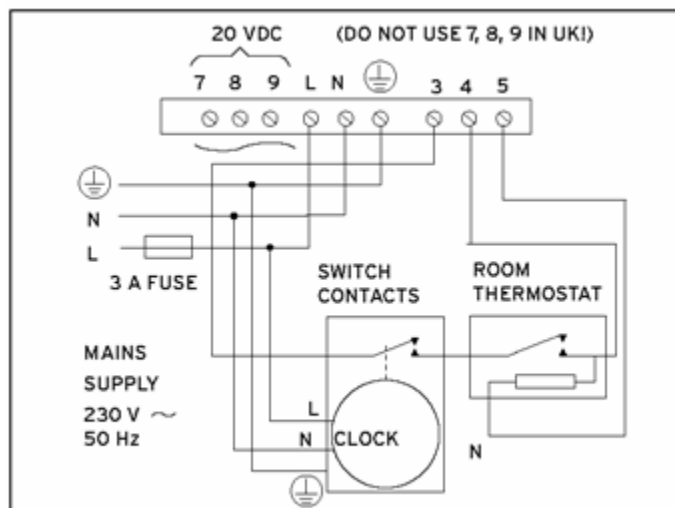 20 VDC (DO NOT USE 7, 8, 9 IN UK!)
7 8 9 L N 3 4 5
N
L
3 A FUSE
SWITCH
CONTACTS
ROOM
THERMOSTAT
MAINS
SUPPLY
230 V ~
50 Hz
L
N CLOCK
N